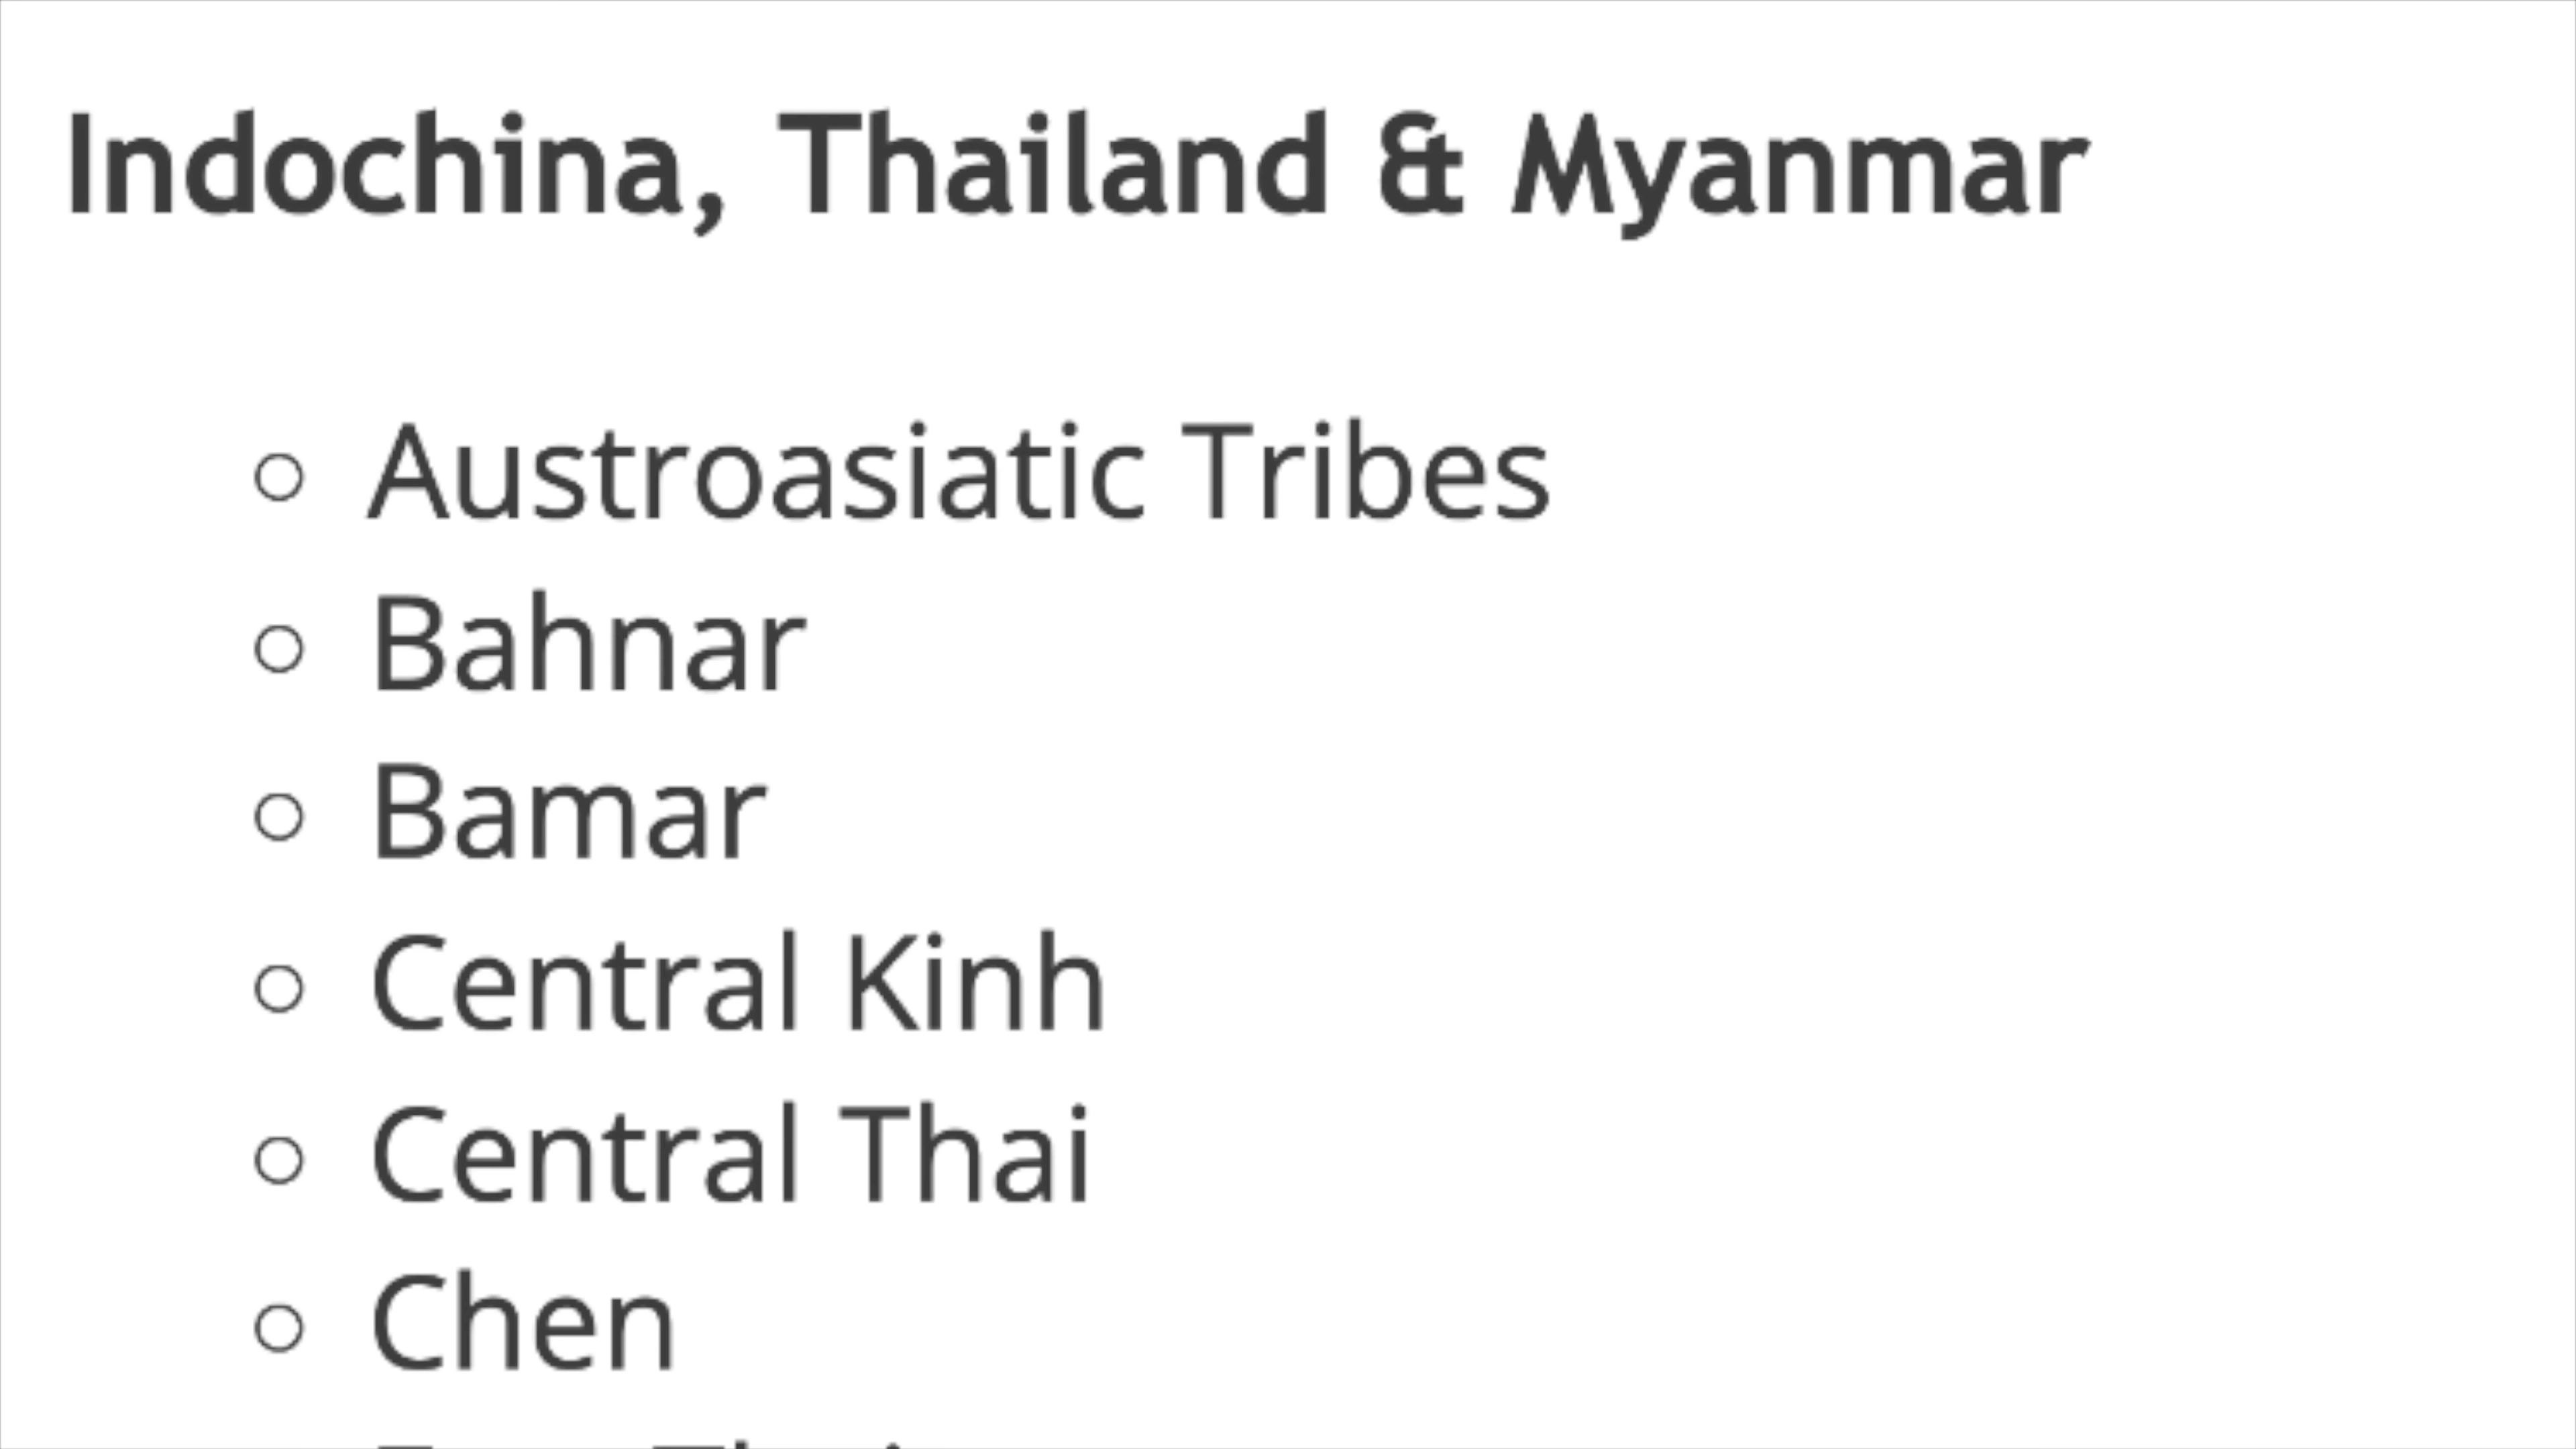 Indochina, Thailand & Myanmar
○ Austroasiatic Tribes
○ Bahnar
○ Bamar
○ Central Kinh
○ Central Thai
○ Chen